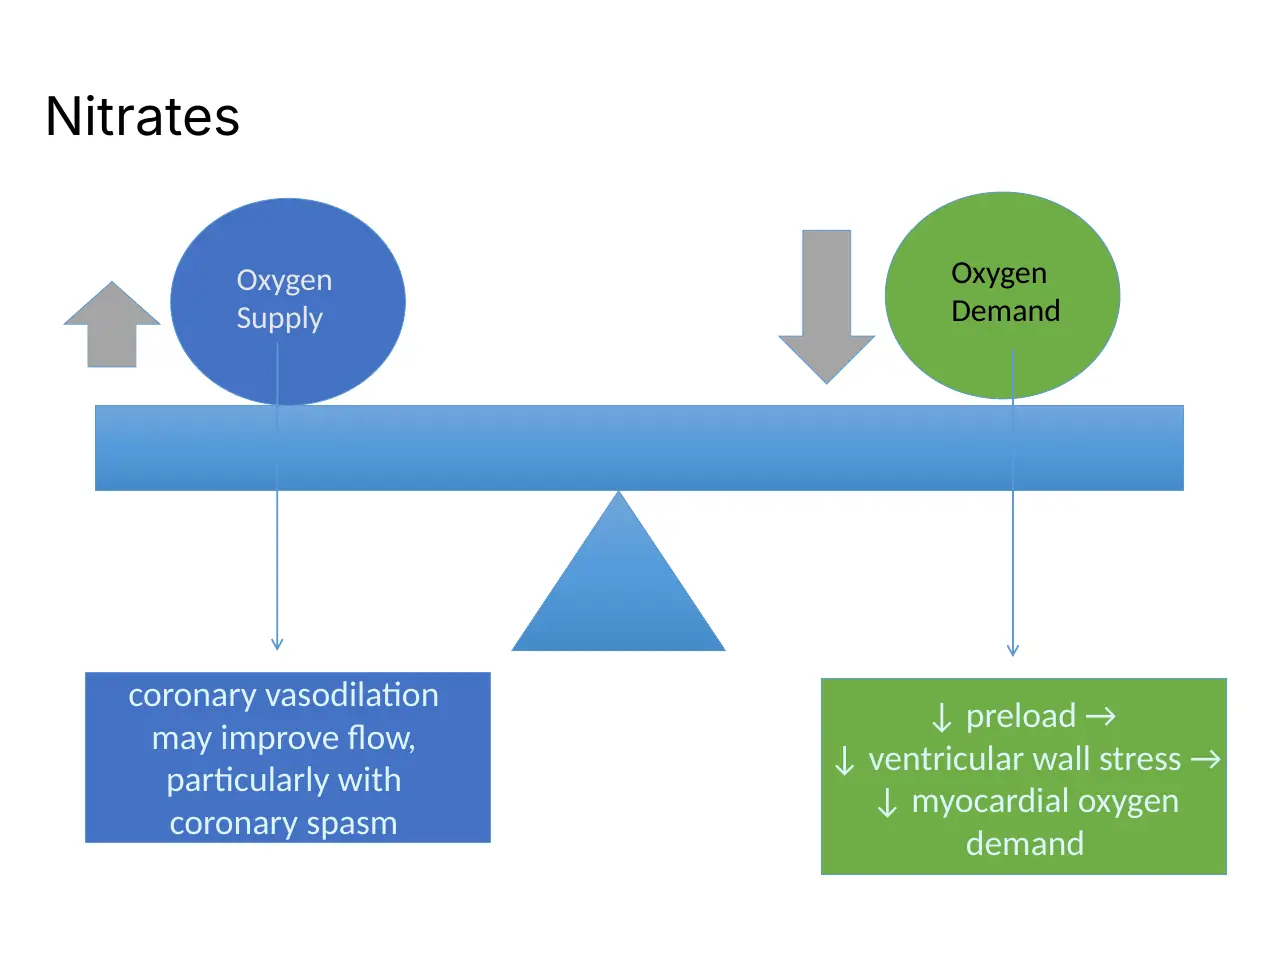 Nitrates
Oxygen
Supply
Oxygen
Demand
coronary vasodilation
may improve flow,
particularly with
coronary spasm
↓ preload →
↓ ventricular wall stress →
↓ myocardial oxygen
demand